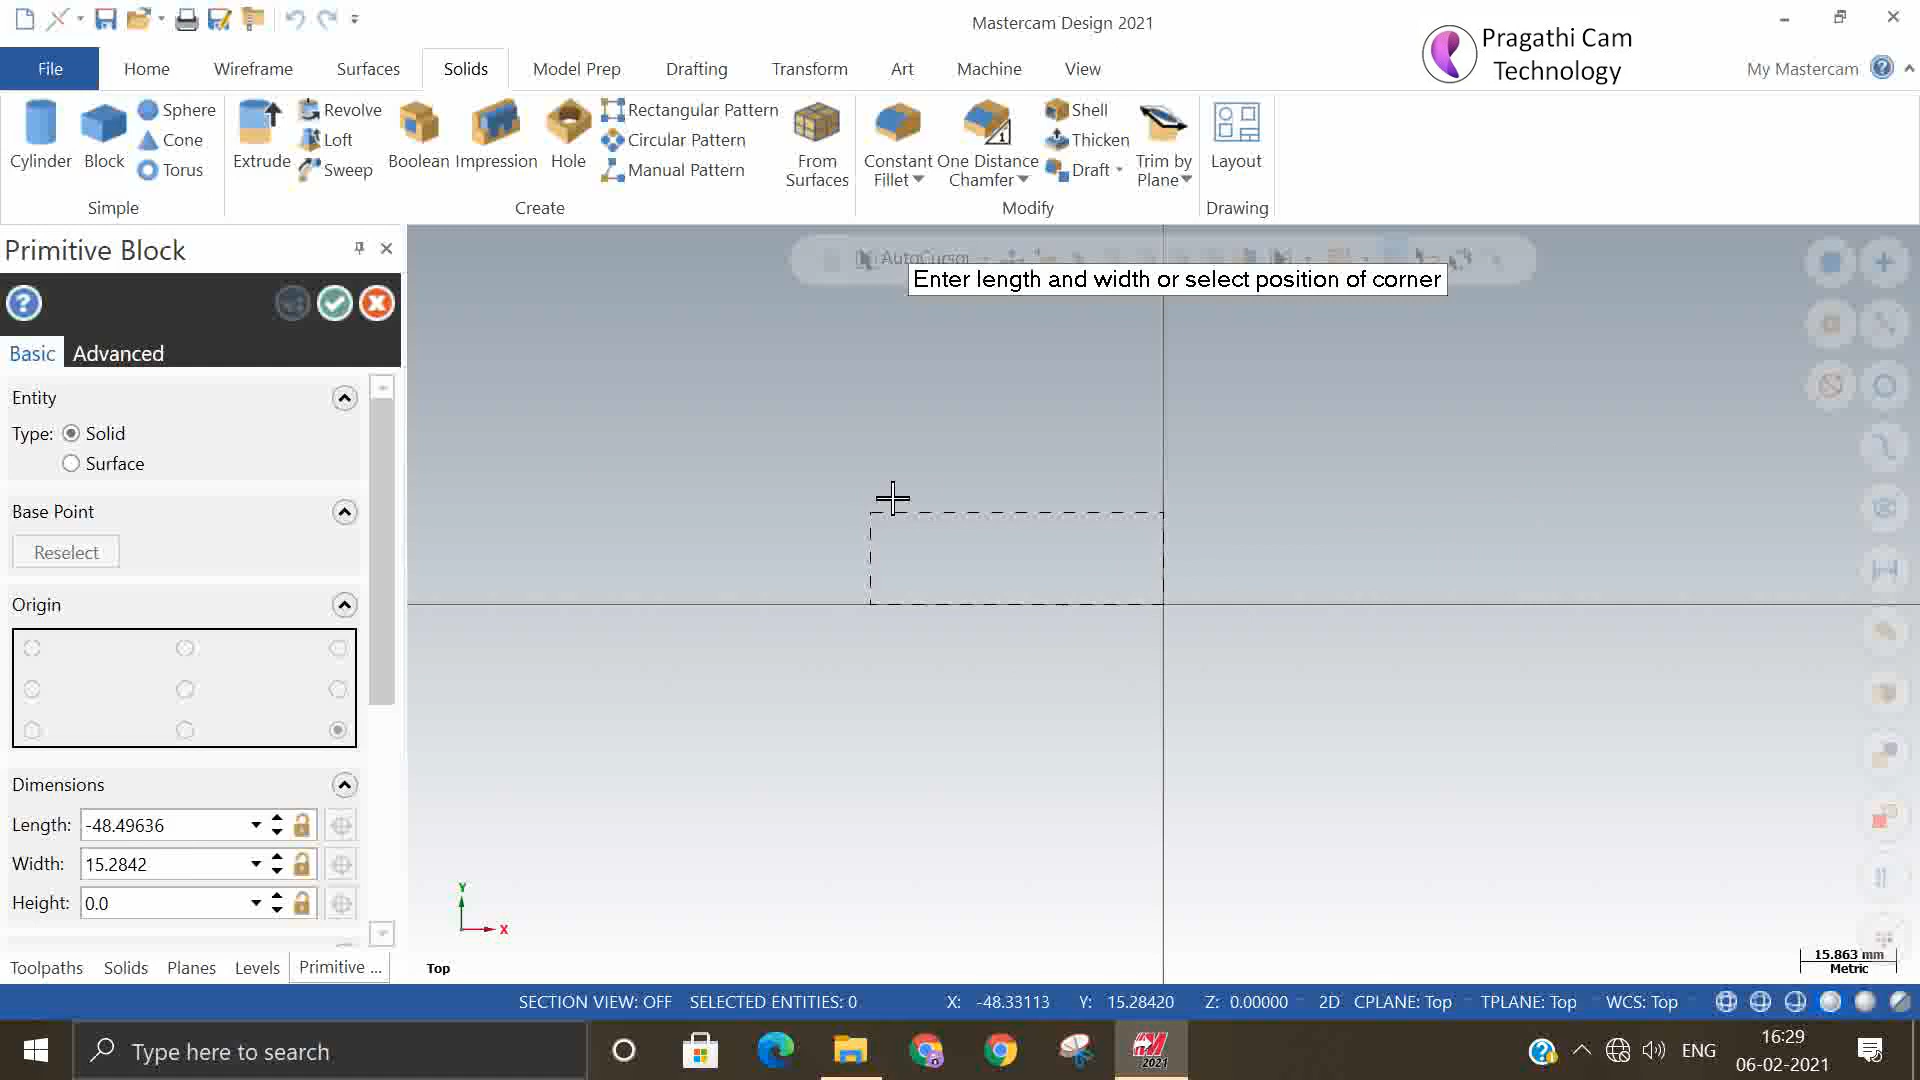 Mastercam Design 2021
Pragathi Cam
Technology
File
Home
Wireframe
Surfaces
Solids
Model Prep
Drafting
Transform
Art
Machine
View
My Mastercam
Cylinder
Block
Sphere
Cone
Torus
Simple
Extrude
Revolve
Loft
Sweep
Boolean
Impression
Hole
Rectangular Pattern
Circular Pattern
Manual Pattern
From
Surfaces
Create
Constant
Fillet
One Distance
Chamfer
Shell
Thicken
Draft
Trim by
Plane
Modify
Layout
Drawing
Primitive Block
Basic
Advanced
Entity
Type:
Solid
Surface
Base Point
Reselect
Origin
Dimensions
Length: -48.49636
Width: 15.2842
Height: 0.0
Toolpaths
Solids
Planes
Levels
Primitive ...
AutoCursor
Enter length and width or select position of corner
Y
X
Top
15.863 mm
Metric
SECTION VIEW: OFF
SELECTED ENTITIES: 0
X: -48.33113
Y: 15.28420
Z: 0.00000
2D
CPLANE: Top
TPLANE: Top
WCS: Top
Type here to search
2021
ENG
16:29
06-02-2021